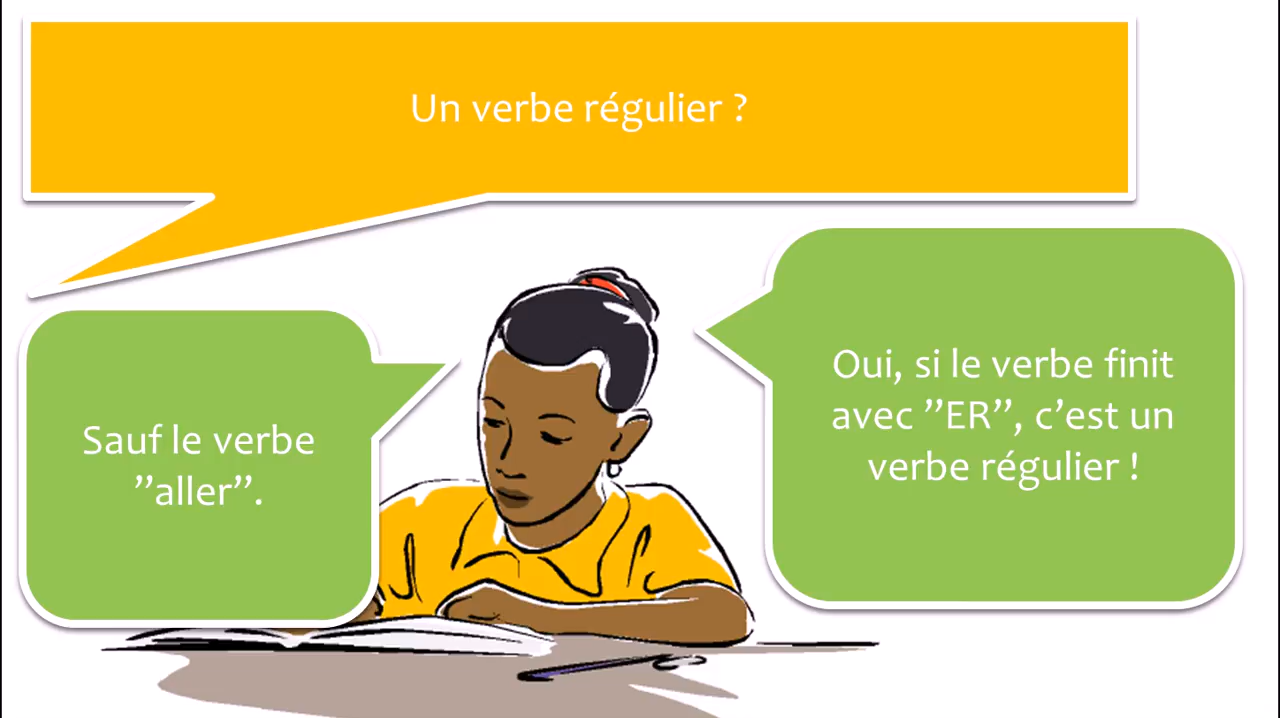 Un verbe régulier ?
Oui, si le verbe finit
avec ”ER”, c’est un
verbe régulier !
Sauf le verbe
”aller”.